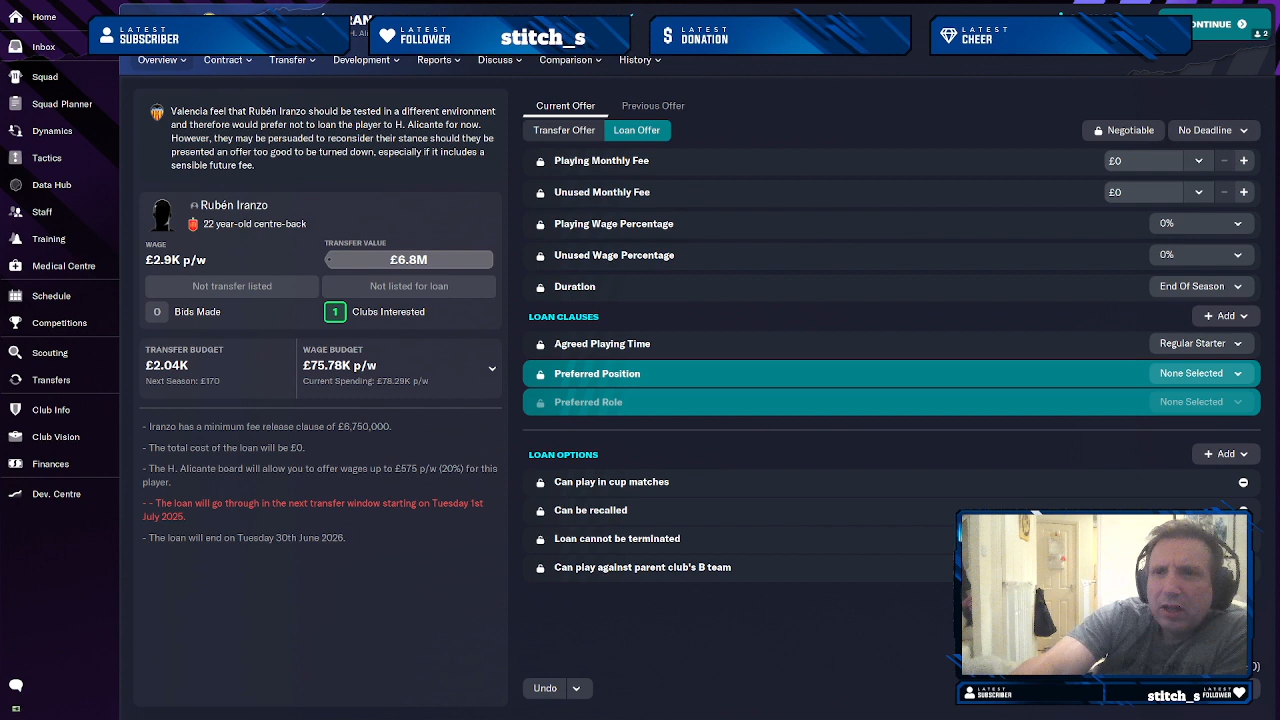 Home
LATEST SUBSCRIBER
LATEST FOLLOWER stitch_s
LATEST DONATION
LATEST CHEER
2
Inbox
Squad
Squad Planner
Dynamics
Tactics
Data Hub
Staff
Training
Medical Centre
Schedule
Competitions
Scouting
Transfers
Club Info
Club Vision
Finances
Dev. Centre
Overview Contract Transfer Development Reports Discuss Comparison History
Valencia feel that Rubén Iranzo should be tested in a different environment
and therefore would prefer not to loan the player to H. Alicante for now.
However, they may be persuaded to reconsider their stance should they be
presented an offer too good to be turned down, especially if it includes a
sensible future fee.
Rubén Iranzo
22 year-old centre-back
WAGE
£2.9K p/w
TRANSFER VALUE
£6.8M
Not transfer listed
Not listed for loan
0 Bids Made
1 Clubs Interested
TRANSFER BUDGET
£2.04K
Next Season: £170
WAGE BUDGET
£75.78K p/w
Current Spending: £78.29K p/w
- Iranzo has a minimum fee release clause of £6,750,000.
- The total cost of the loan will be £0.
- The H. Alicante board will allow you to offer wages up to £575 p/w (20%) for this
player.
- - The loan will go through in the next transfer window starting on Tuesday 1st
July 2025.
- The loan will end on Tuesday 30th June 2026.
Current Offer Previous Offer
Transfer Offer Loan Offer Negotiable No Deadline
Playing Monthly Fee £0
Unused Monthly Fee £0
Playing Wage Percentage 0%
Unused Wage Percentage 0%
Duration End Of Season
LOAN CLAUSES + Add
Agreed Playing Time Regular Starter
Preferred Position None Selected
Preferred Role None Selected
LOAN OPTIONS + Add
Can play in cup matches
Can be recalled
Loan cannot be terminated
Can play against parent club's B team
Undo
LATEST SUBSCRIBER
stitch_s LATEST FOLLOWER